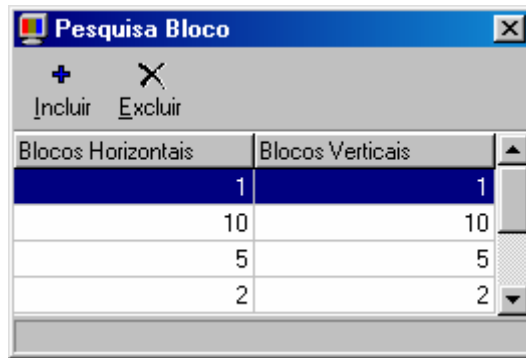 Pesquisa Bloco
Incluir Excluir
Blocos Horizontais Blocos Verticais
1 1
10 10
5 5
2 2